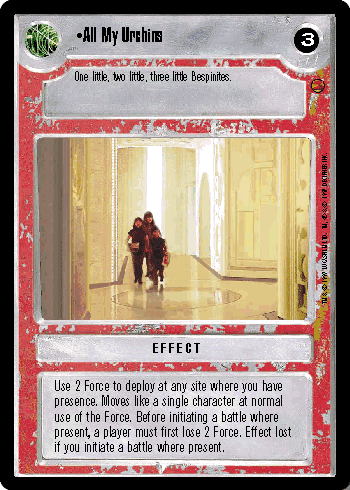 •All My Urchins
3
One little, two little, three little Bespinites.
EFFECT
Use 2 Force to deploy at any site where you have
presence. Moves like a single character at normal
use of the Force. Before initiating a battle where
present, a player must first lose 2 Force. Effect lost
if you initiate a battle where present.